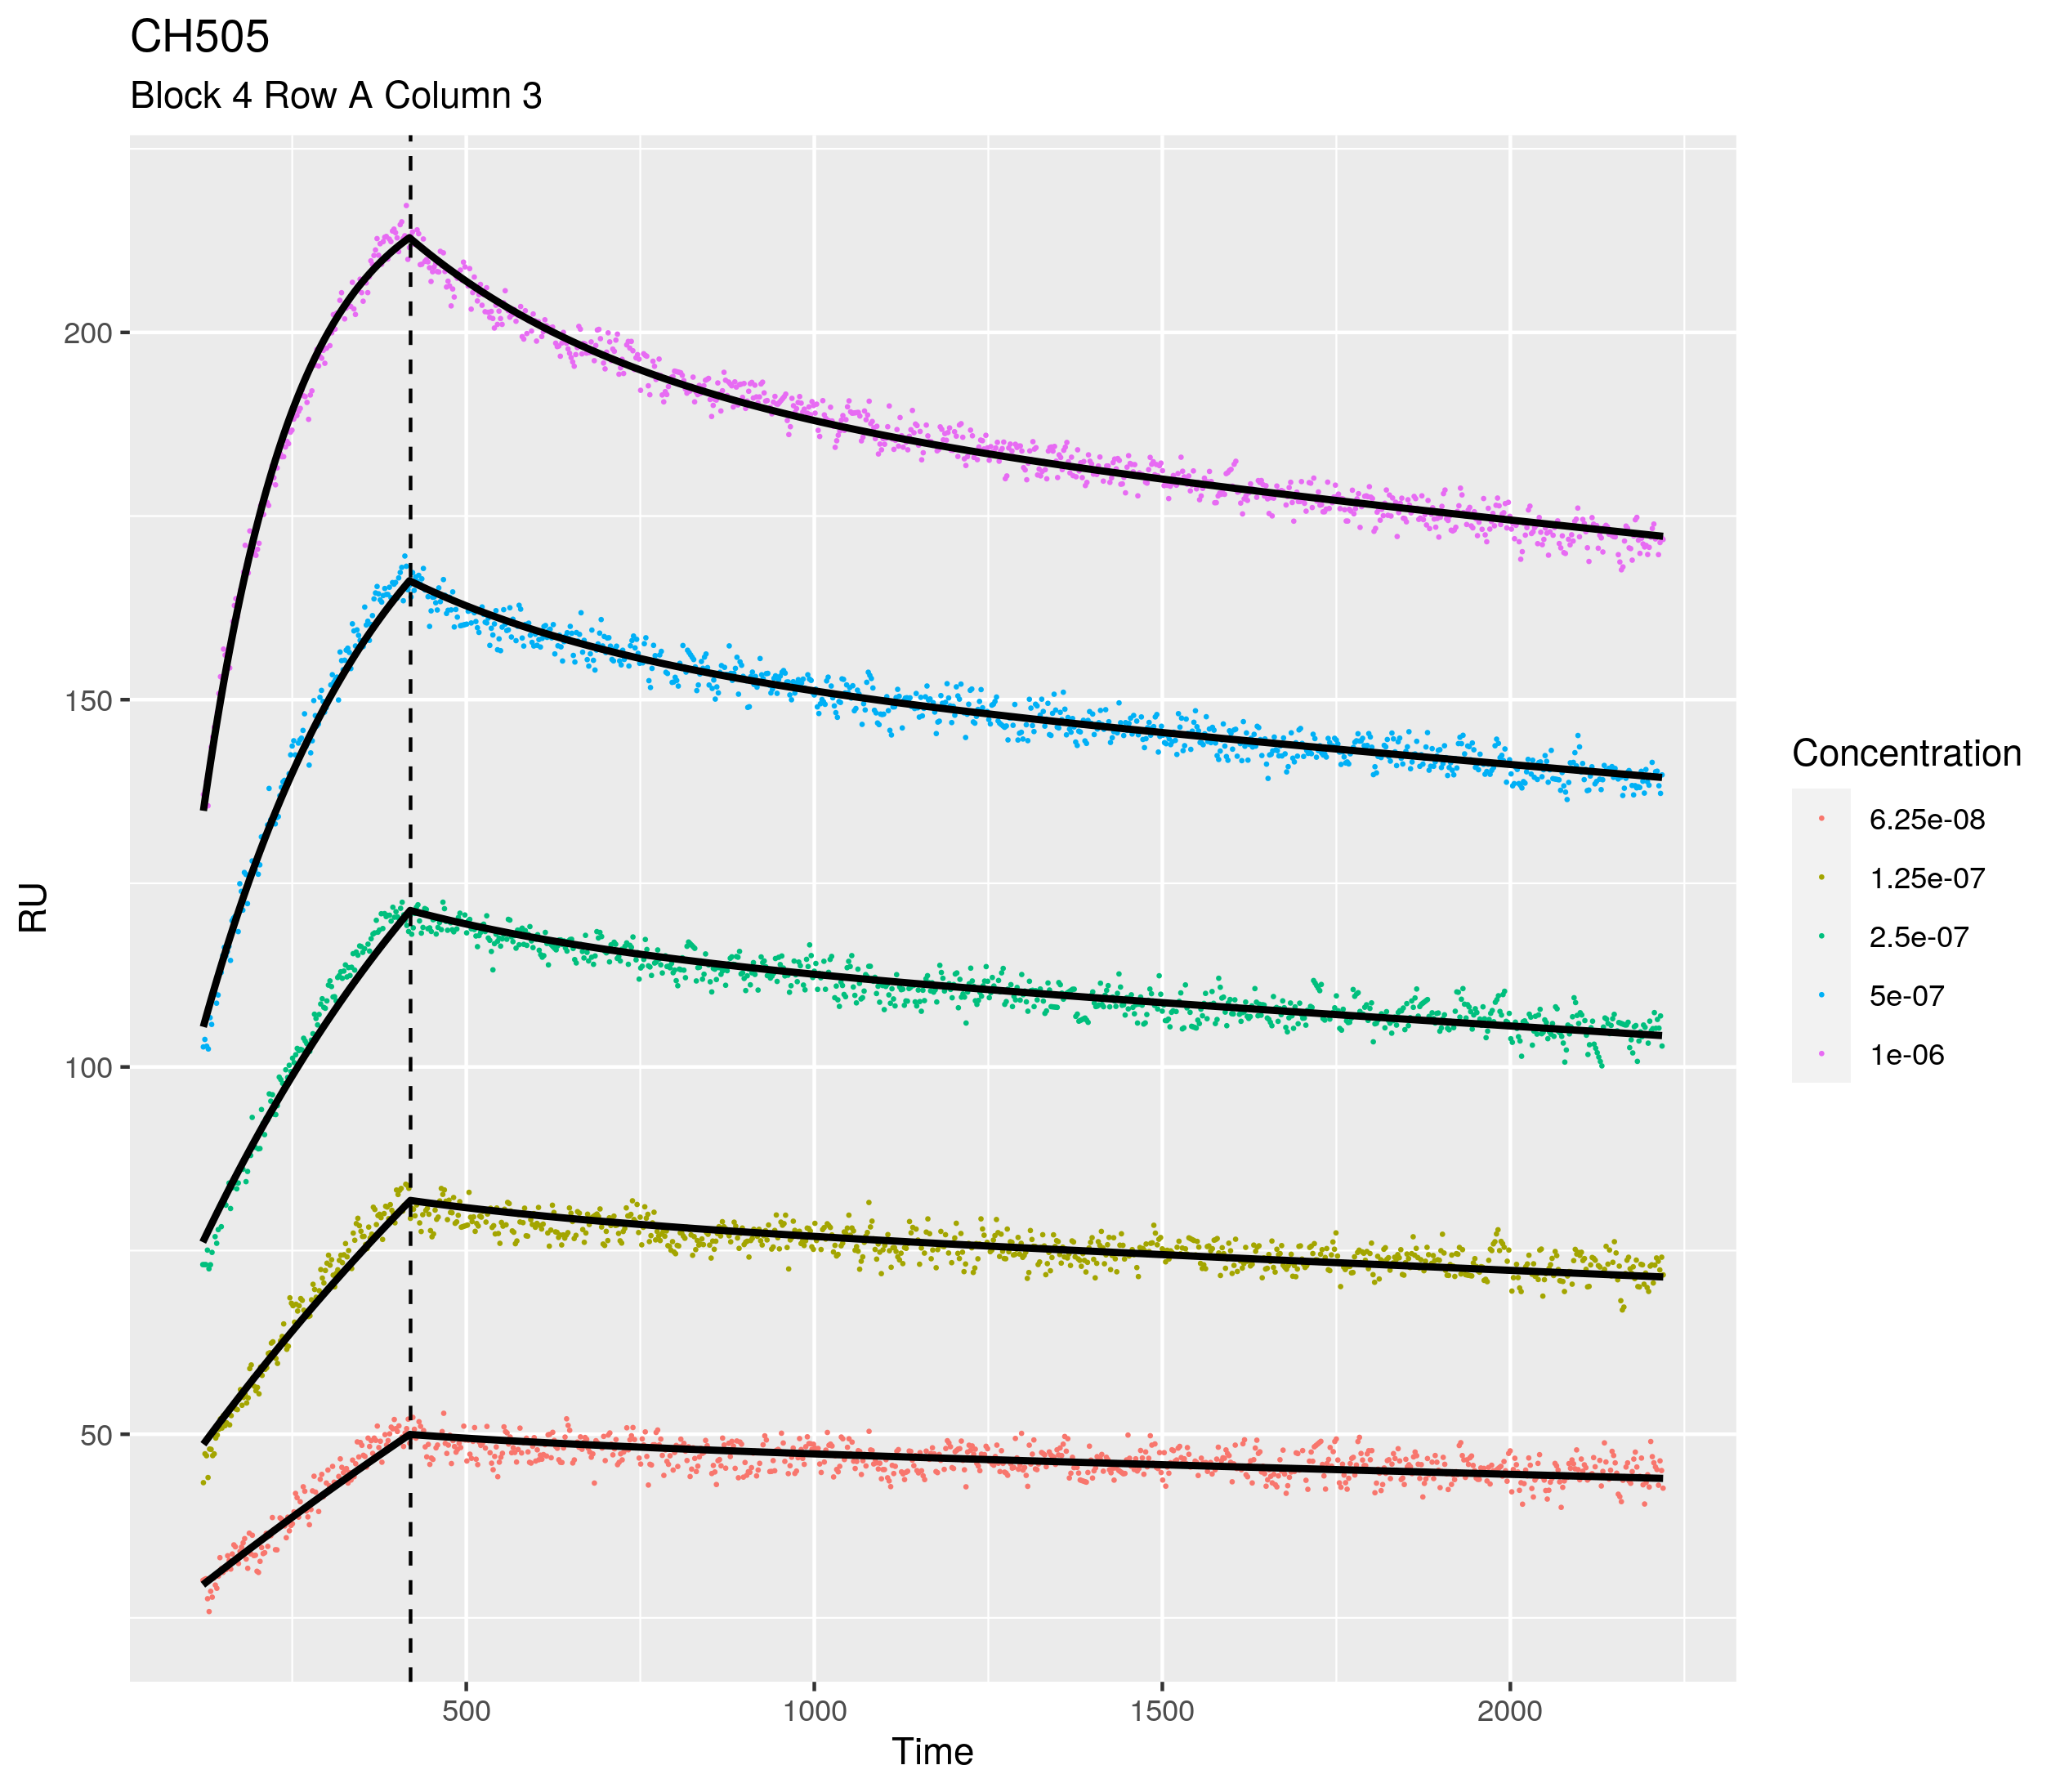 CH505
Block 4 Row A Column 3
RU
200
150
100
50
500
1000
1500
2000
Time
Concentration
6.25e-08
1.25e-07
2.5e-07
5e-07
1e-06